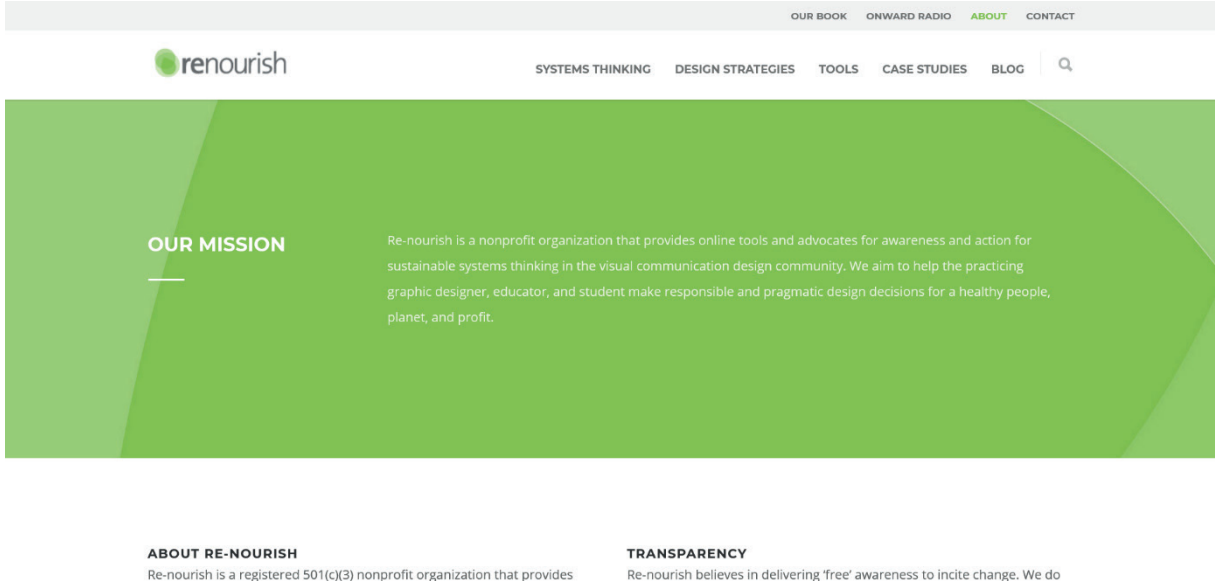 OUR BOOK ONWARD RADIO ABOUT CONTACT
renourish
SYSTEMS THINKING DESIGN STRATEGIES TOOLS CASE STUDIES BLOG
OUR MISSION
Re-nourish is a nonprofit organization that provides online tools and advocates for awareness and action for
sustainable systems thinking in the visual communication design community. We aim to help the practicing
graphic designer, educator, and student make responsible and pragmatic design decisions for a healthy people,
planet, and profit.
ABOUT RE-NOURISH
Re-nourish is a registered 501(c)(3) nonprofit organization that provides
TRANSPARENCY
Re-nourish believes in delivering ‘free’ awareness to incite change. We do